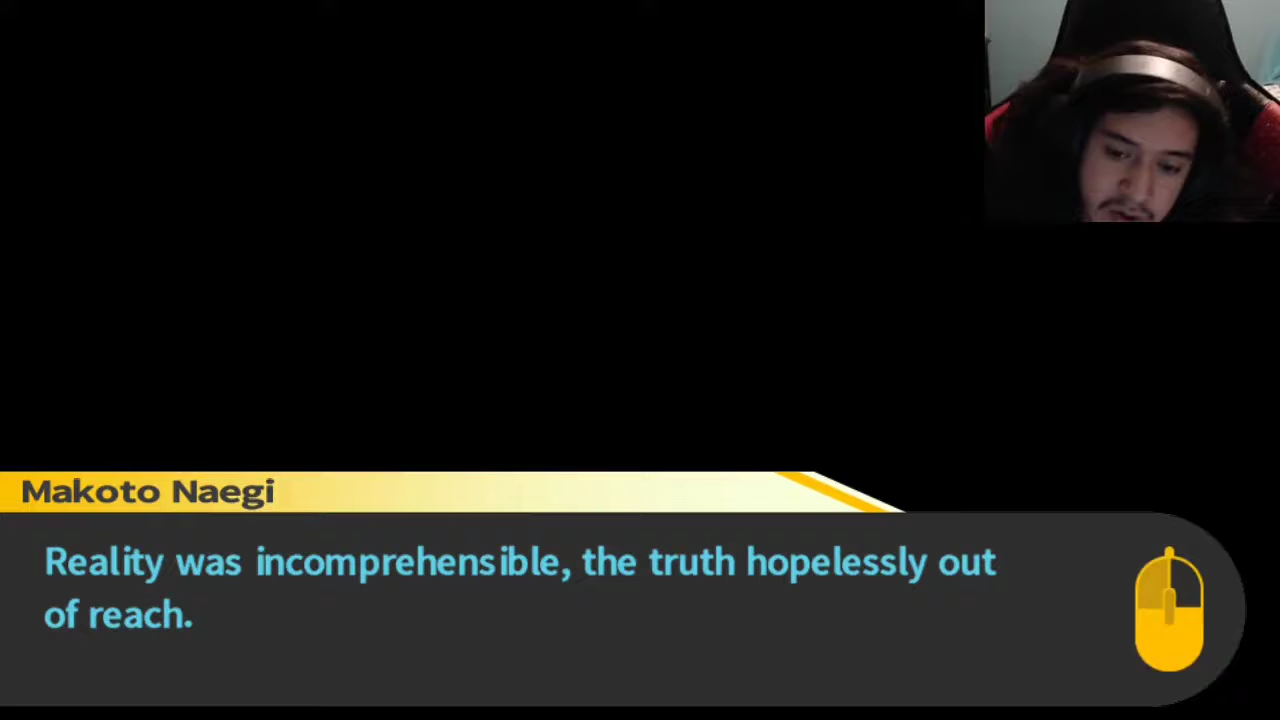 Makoto Naegi
Reality was incomprehensible, the truth hopelessly out
of reach.